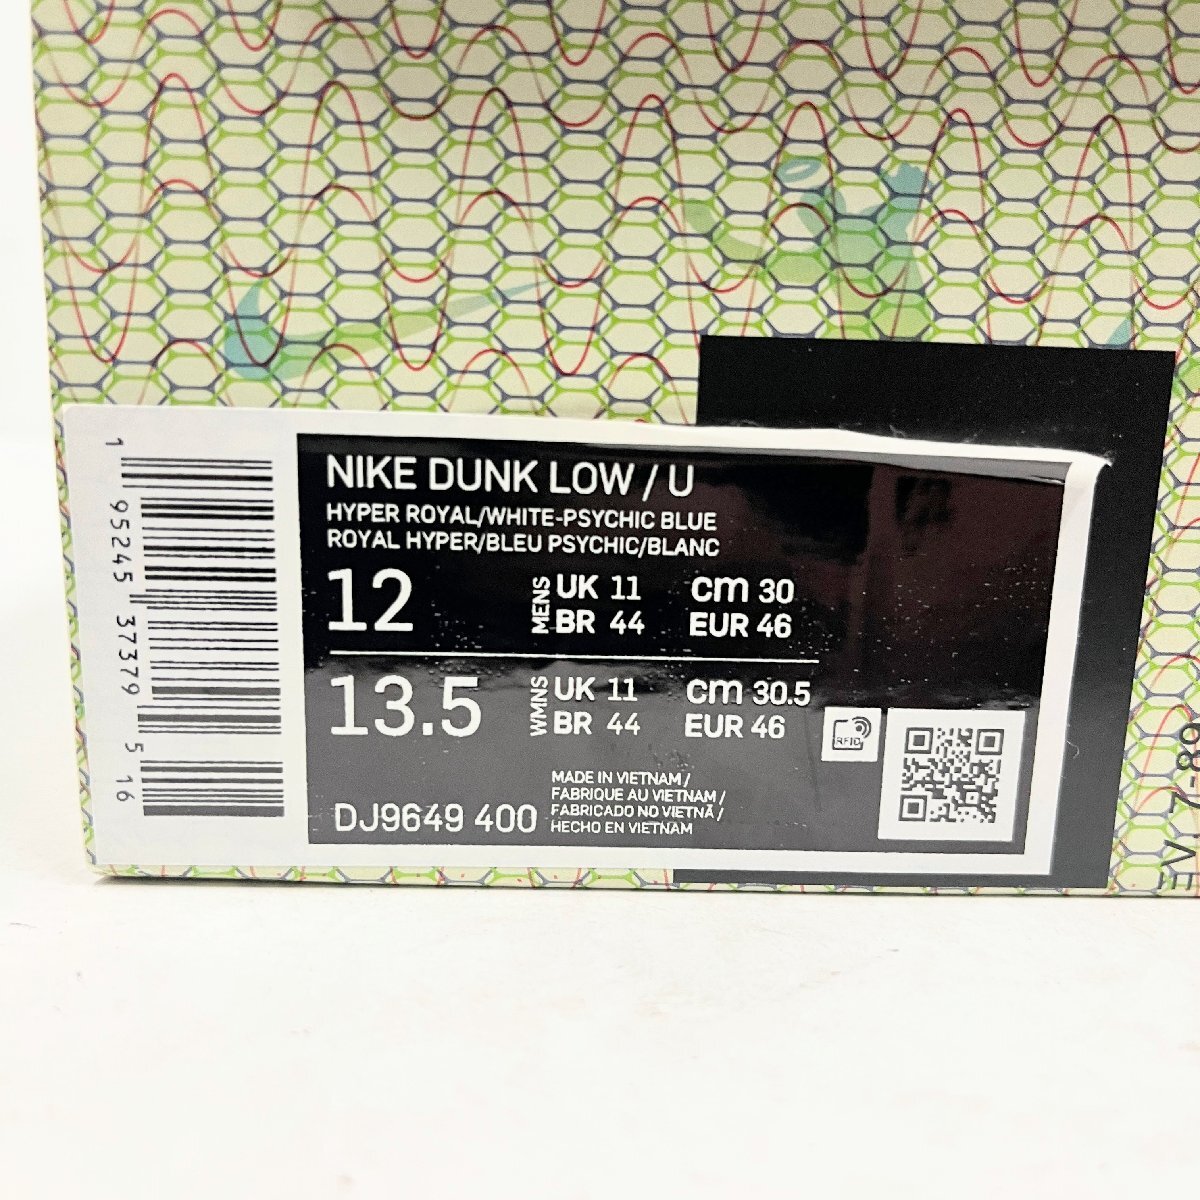 NIKE DUNK LOW / U
HYPER ROYAL/WHITE-PSYCHIC BLUE
ROYAL HYPER/BLEU PSYCHIC/BLANC
12 MENS UK 11 cm 30
BR 44 EUR 46
13.5 WMNS UK 11 cm 30.5
BR 44 EUR 46
RFID
DJ9649 400
MADE IN VIETNAM /
FABRIQUE AU VIETNAM /
FABRICADO NO VIETNÃ /
HECHO EN VIETNAM
1 95245 37379 5 16